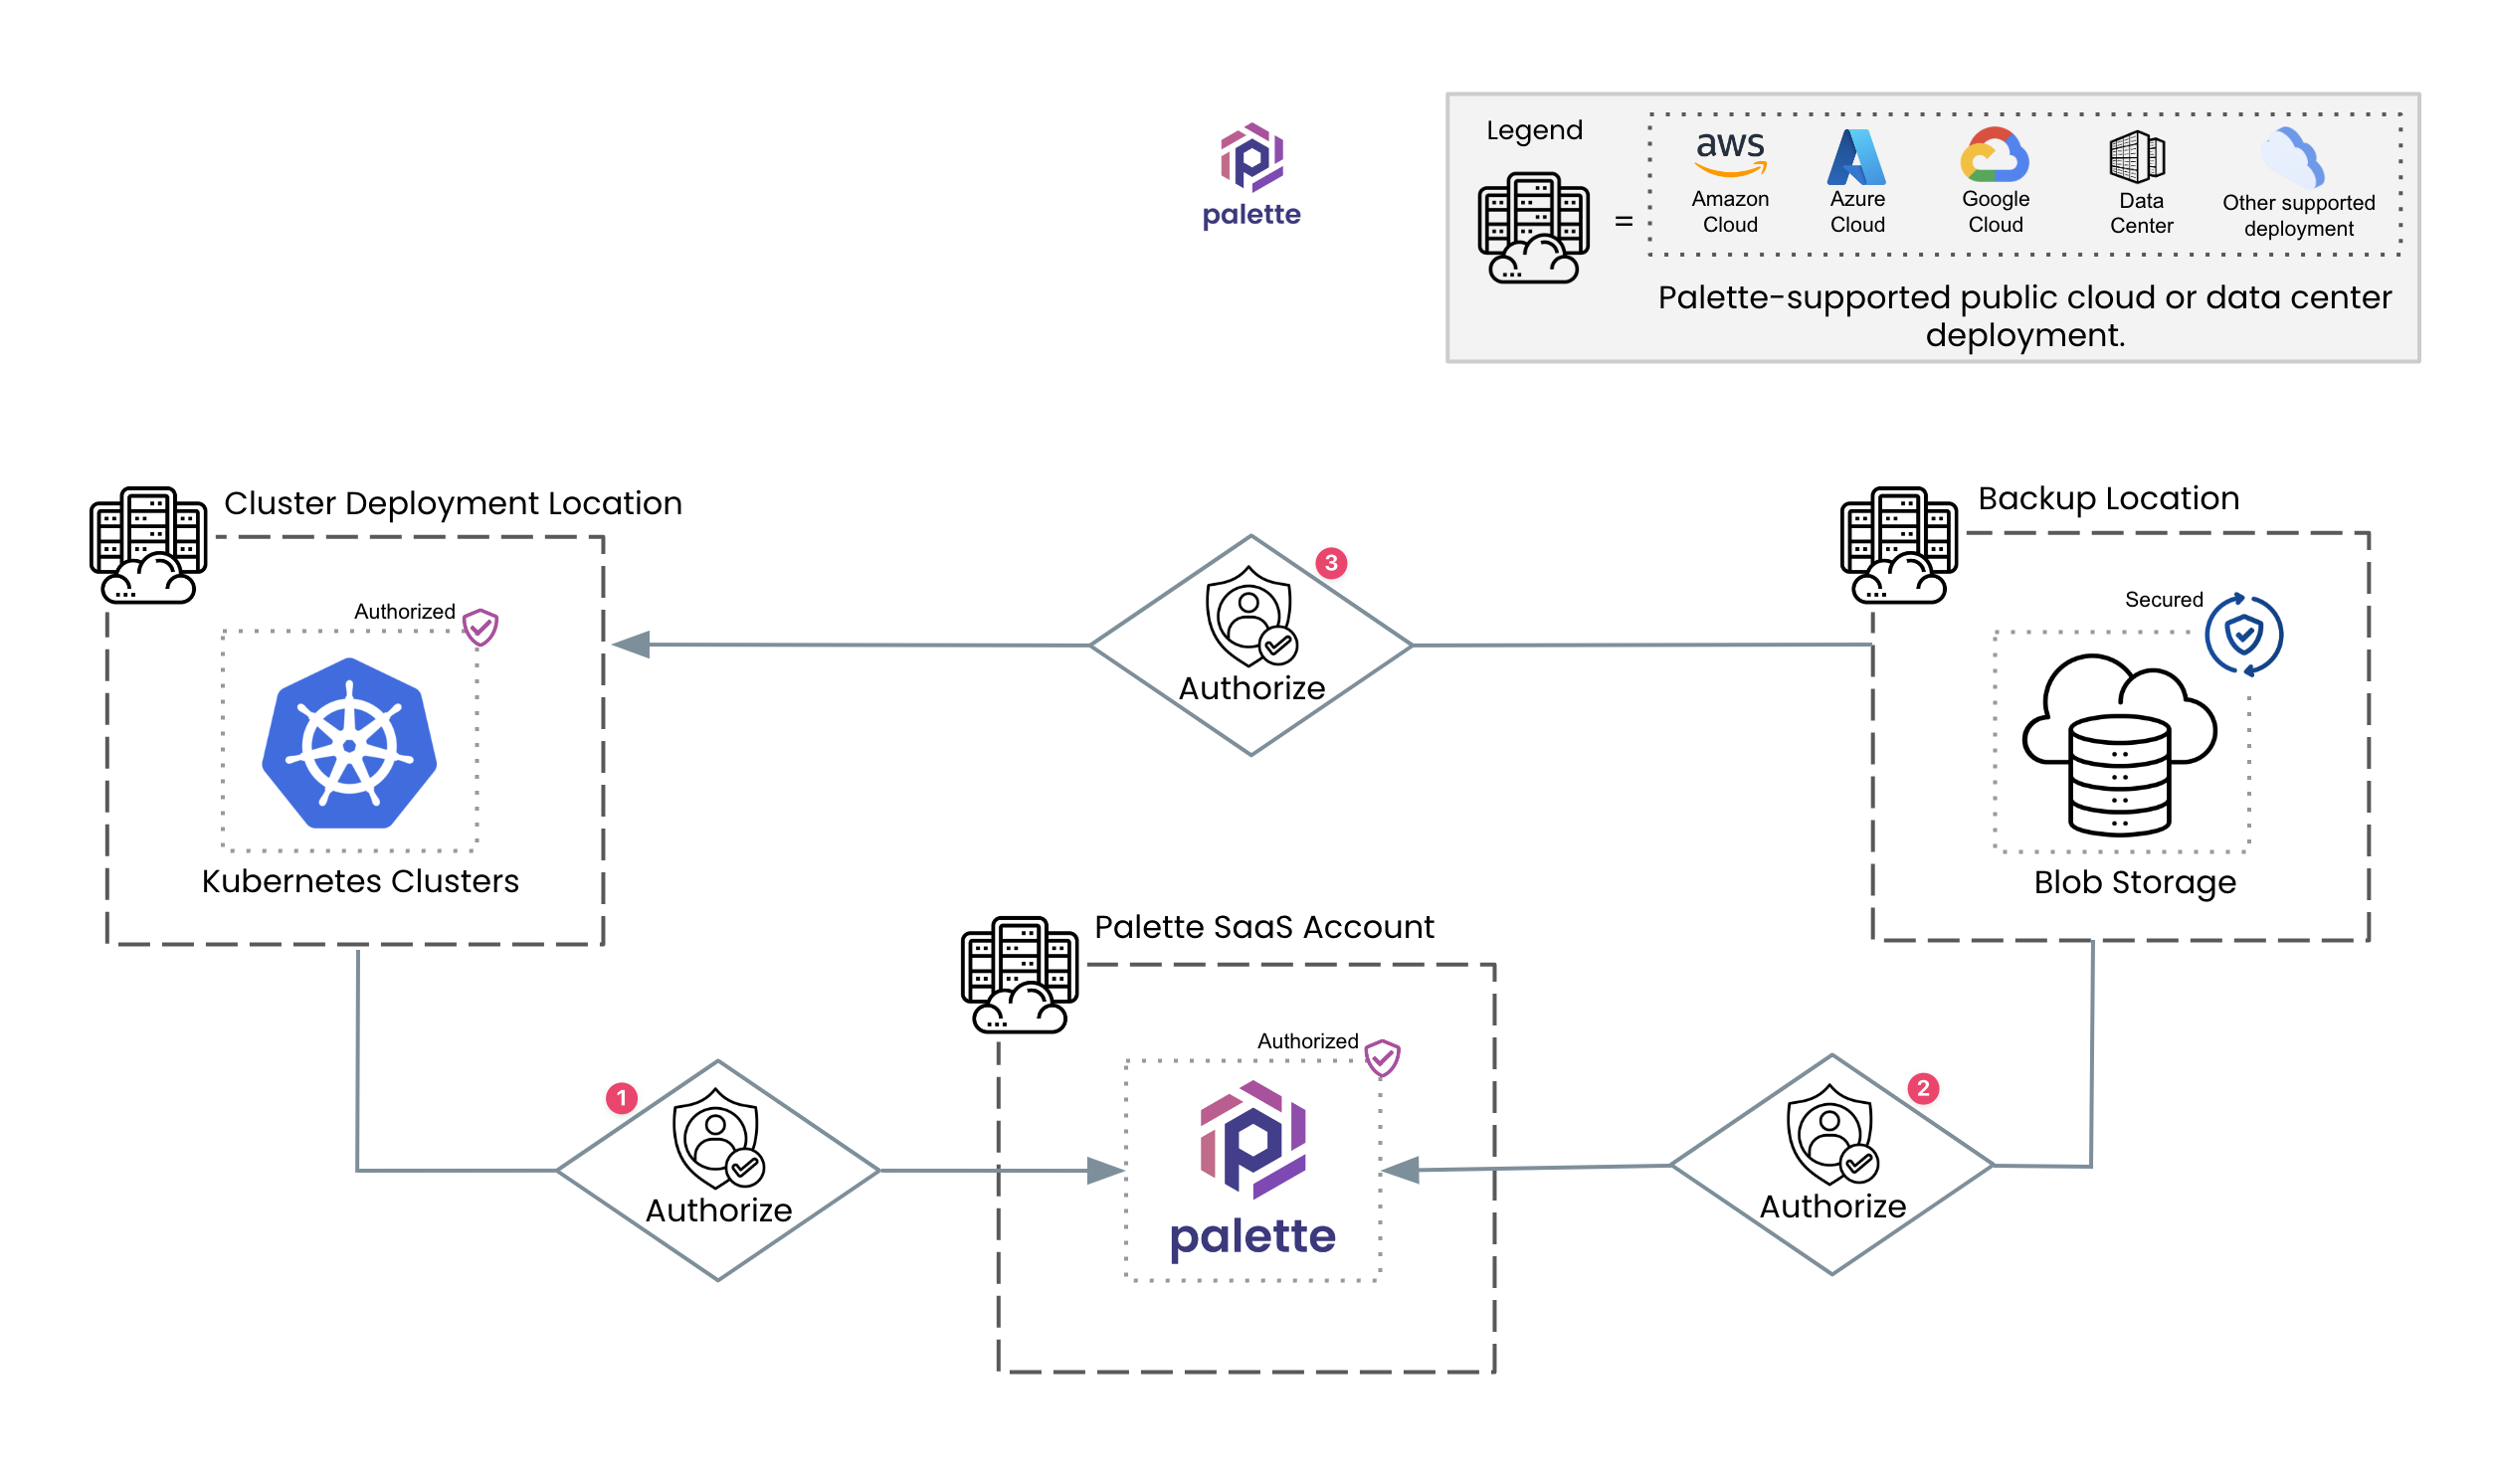 palette
Legend
=
aws
Amazon
Cloud
Azure
Cloud
Google
Cloud
Data
Center
Other supported
deployment
Palette-supported public cloud or data center
deployment.
Cluster Deployment Location
Authorized
Kubernetes Clusters
3
Authorize
Backup Location
Secured
Blob Storage
Palette SaaS Account
Authorized
palette
1
Authorize
2
Authorize